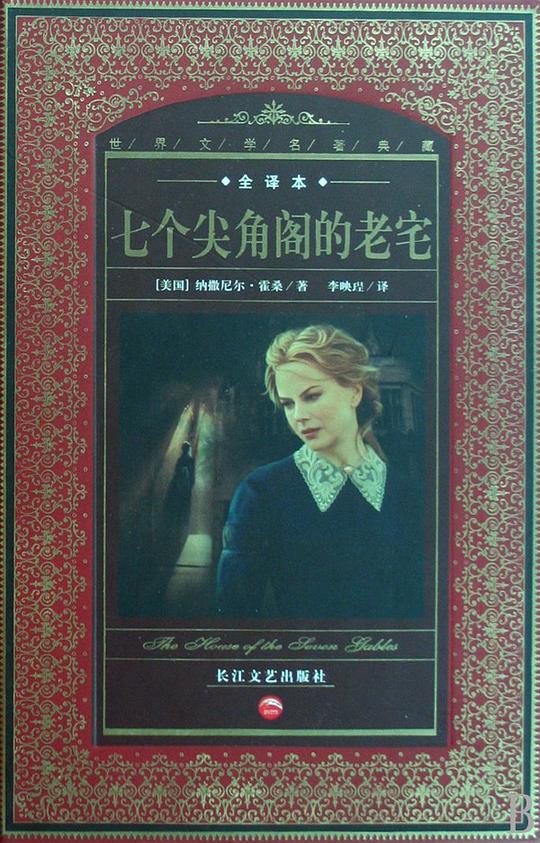 世/界/文/学/名/著/典/藏
全译本
七个尖角阁的老宅
[美国] 纳撒尼尔·霍桑/著 李映珵/译
The House of the Seven Gables
长江文艺出版社
B